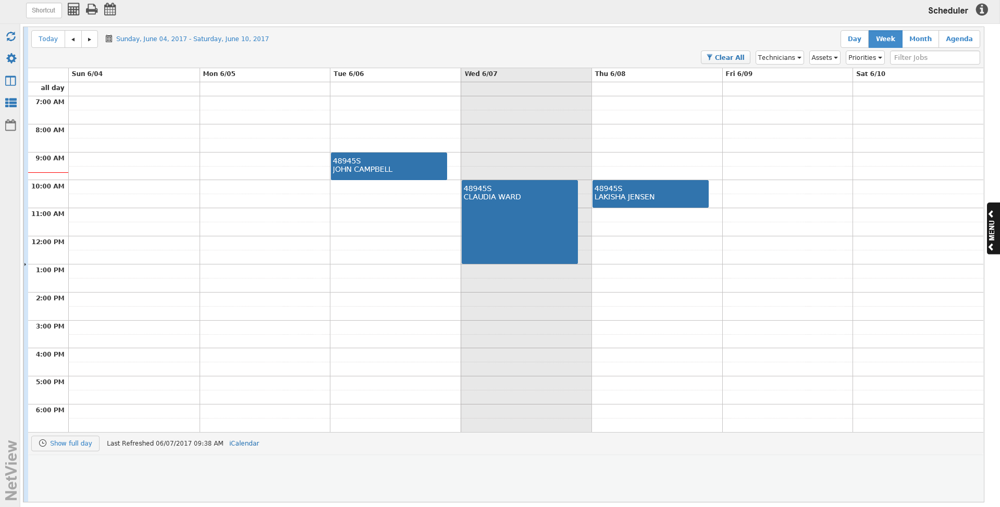 Shortcut
Scheduler
Today
Sunday, June 04, 2017 - Saturday, June 10, 2017
Day Week Month Agenda
Clear All Technicians Assets Priorities Filter Jobs
Sun 6/04 Mon 6/05 Tue 6/06 Wed 6/07 Thu 6/08 Fri 6/09 Sat 6/10
all day
7:00 AM
8:00 AM
9:00 AM
48945S
JOHN CAMPBELL
10:00 AM
48945S
CLAUDIA WARD
48945S
LAKISHA JENSEN
11:00 AM
12:00 PM
1:00 PM
2:00 PM
3:00 PM
4:00 PM
5:00 PM
6:00 PM
MENU
Show full day Last Refreshed 06/07/2017 09:38 AM iCalendar
NetView